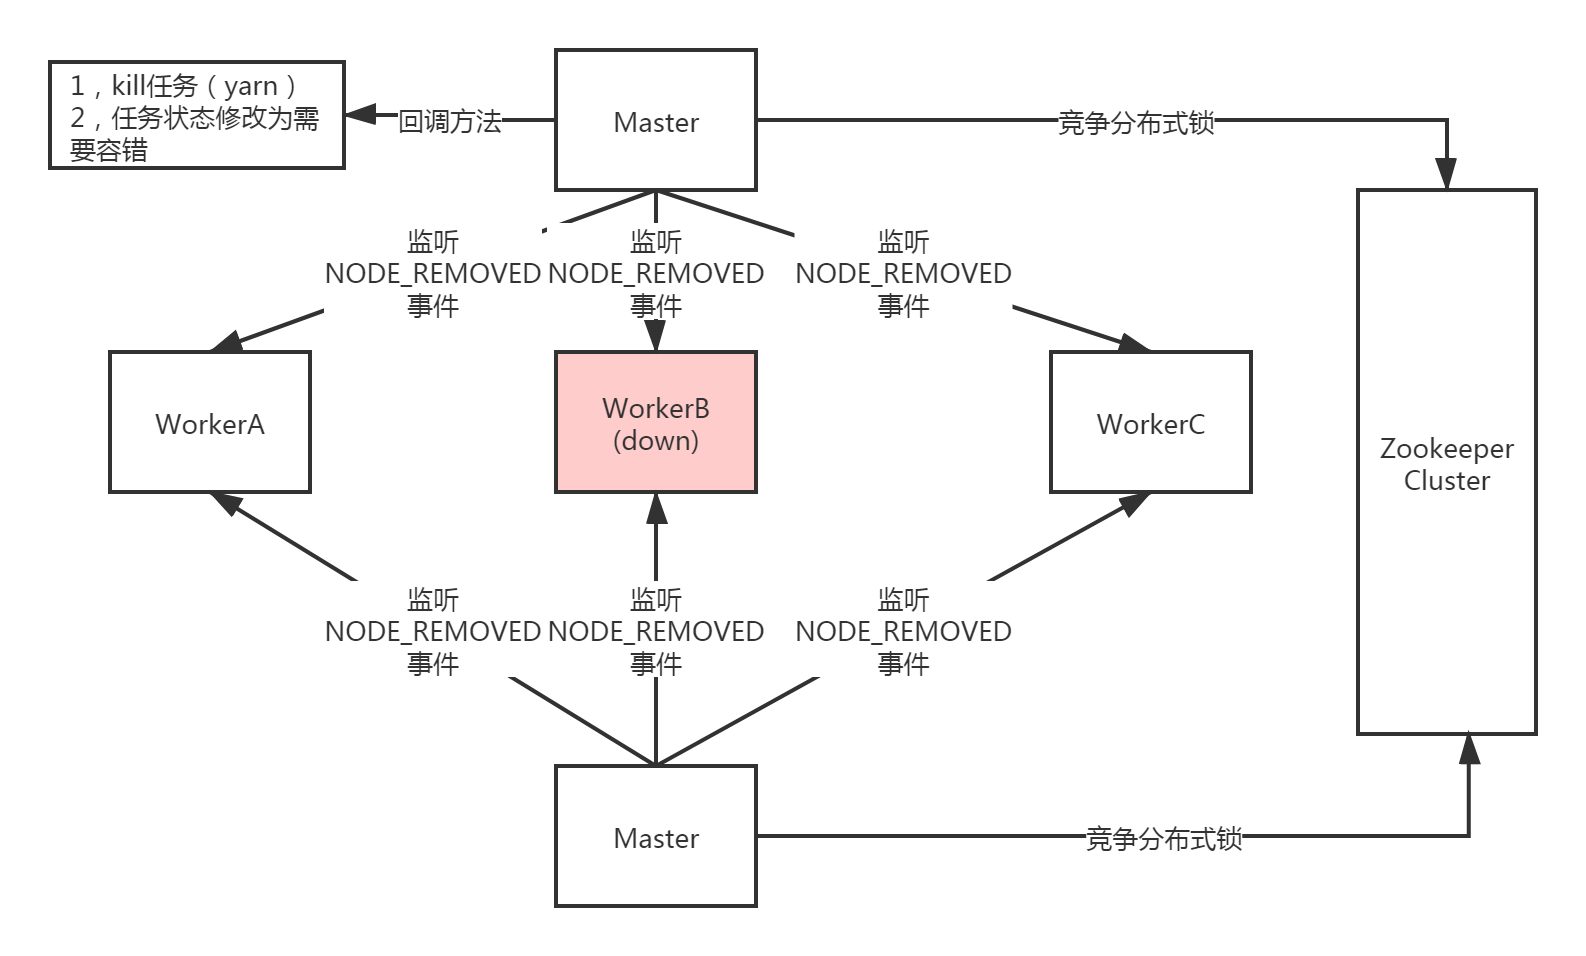 1，kill任务（yarn）
2，任务状态修改为需
要容错
回调方法
Master
竞争分布式锁
监听
NODE_REMOVED
事件
监听
NODE_REMOVED
事件
监听
NODE_REMOVED
事件
WorkerA
WorkerB
(down)
WorkerC
Zookeeper
Cluster
监听
NODE_REMOVED
事件
监听
NODE_REMOVED
事件
监听
NODE_REMOVED
事件
Master
竞争分布式锁